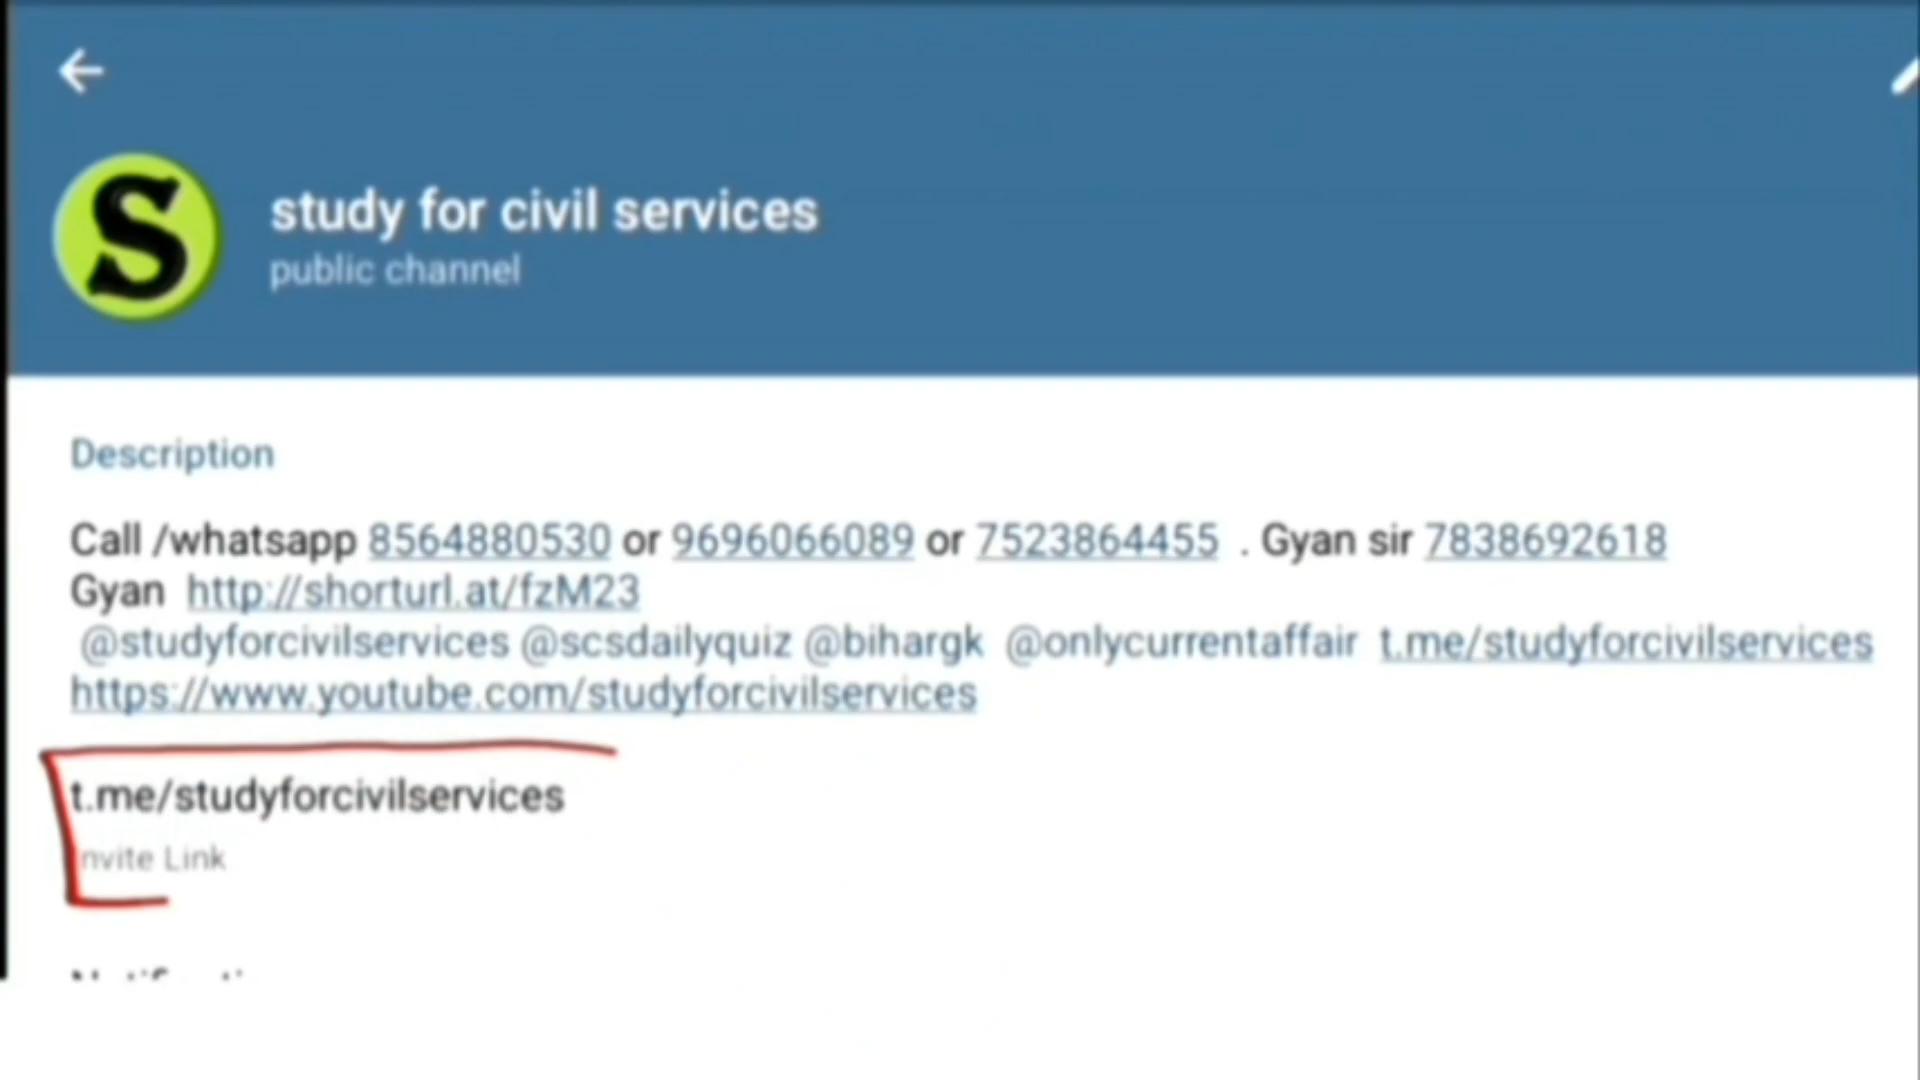 S
study for civil services
public channel
Description
Call /whatsapp 8564880530 or 9696066089 or 7523864455 . Gyan sir 7838692618
Gyan http://shorturl.at/fzM23
@studyforcivilservices @scsdailyquiz @bihargk @onlycurrentaffair t.me/studyforcivilservices
https://www.youtube.com/studyforcivilservices
t.me/studyforcivilservices
Invite Link